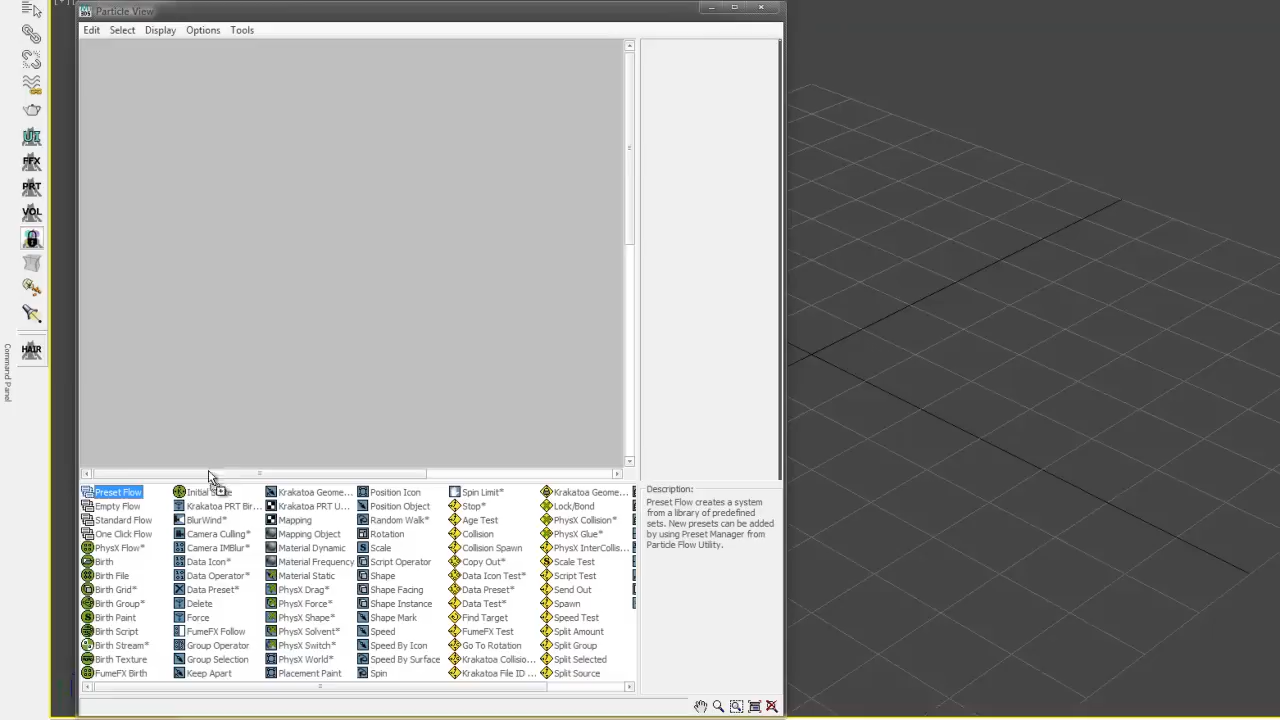 Particle View
Edit Select Display Options Tools
UI
FFX
PRT
VOL
HAIR
Command Panel
Preset Flow
Empty Flow
Standard Flow
One Click Flow
PhysX Flow*
Birth
Birth File
Birth Grid*
Birth Group*
Birth Paint
Birth Script
Birth Stream*
Birth Texture
FumeFX Birth
Krakatoa PRT Bir...
BlurWind*
Camera Culling*
Camera IMBlur*
Data Icon*
Data Operator*
Data Preset*
Delete
Force
FumeFX Follow
Group Operator
Group Selection
Keep Apart
Krakatoa Geome...
Krakatoa PRT U...
Mapping
Mapping Object
Material Dynamic
Material Frequency
Material Static
PhysX Drag*
PhysX Force*
PhysX Shape*
PhysX Solvent*
PhysX Switch*
PhysX World*
Placement Paint
Position Icon
Position Object
Random Walk*
Rotation
Scale
Script Operator
Shape
Shape Facing
Shape Instance
Shape Mark
Speed
Speed By Icon
Speed By Surface
Spin
Spin Limit*
Stop*
Age Test
Collision
Collision Spawn
Copy Out*
Data Icon Test*
Data Preset*
Data Test*
Find Target
FumeFX Test
Go To Rotation
Krakatoa Collisio...
Krakatoa File ID ...
Krakatoa Geome...
Lock/Bond
PhysX Collision*
PhysX Glue*
PhysX InterCollis...
Scale Test
Script Test
Send Out
Spawn
Speed Test
Split Amount
Split Group
Split Selected
Split Source
Description:
Preset Flow creates a system
from a library of predefined
sets. New presets can be added
by using Preset Manager from
Particle Flow Utility.